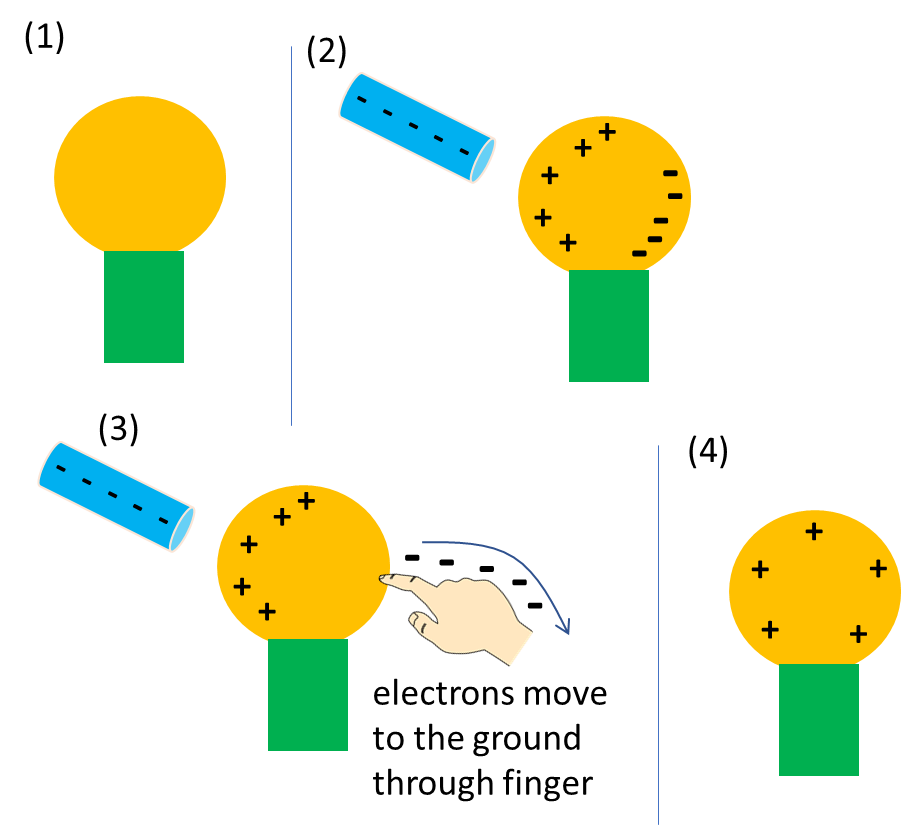 (1)
(2)
(3)
electrons move
to the ground
through finger
(4)